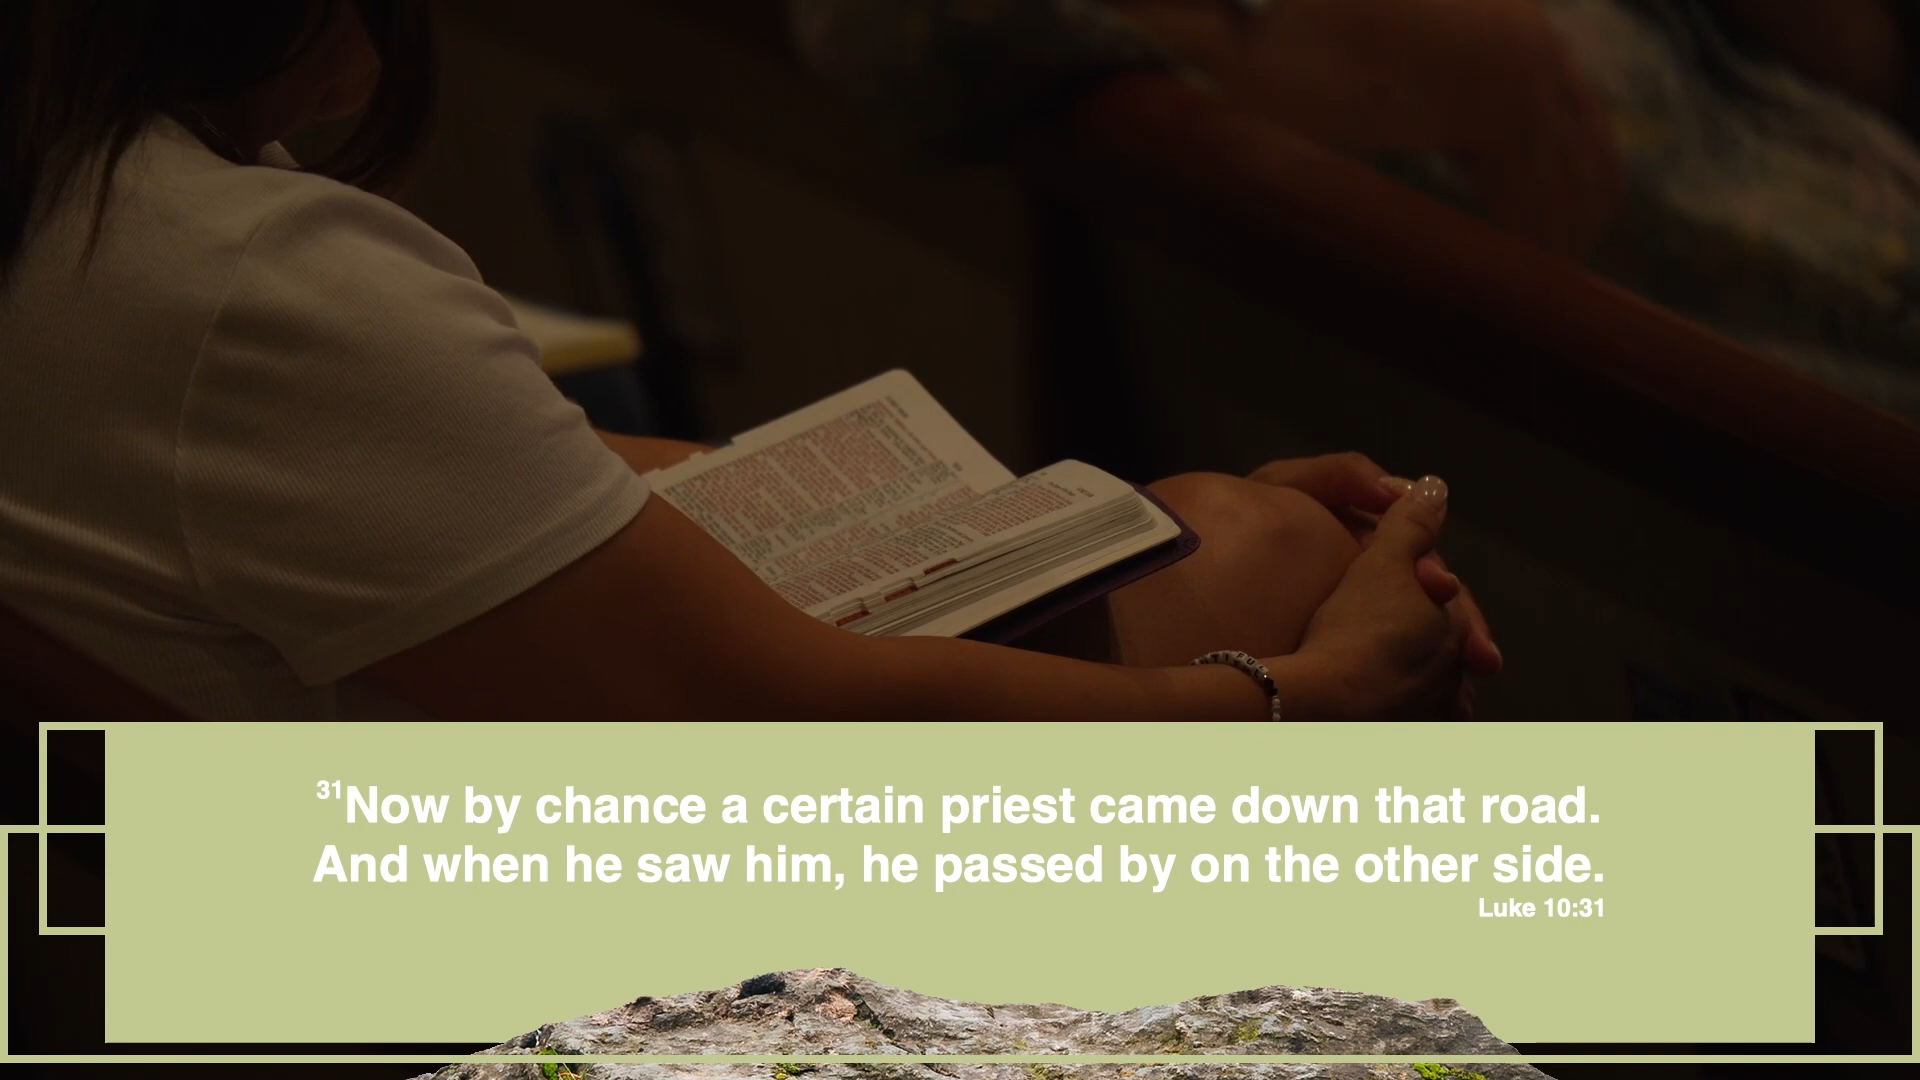 31Now by chance a certain priest came down that road.
And when he saw him, he passed by on the other side.
Luke 10:31